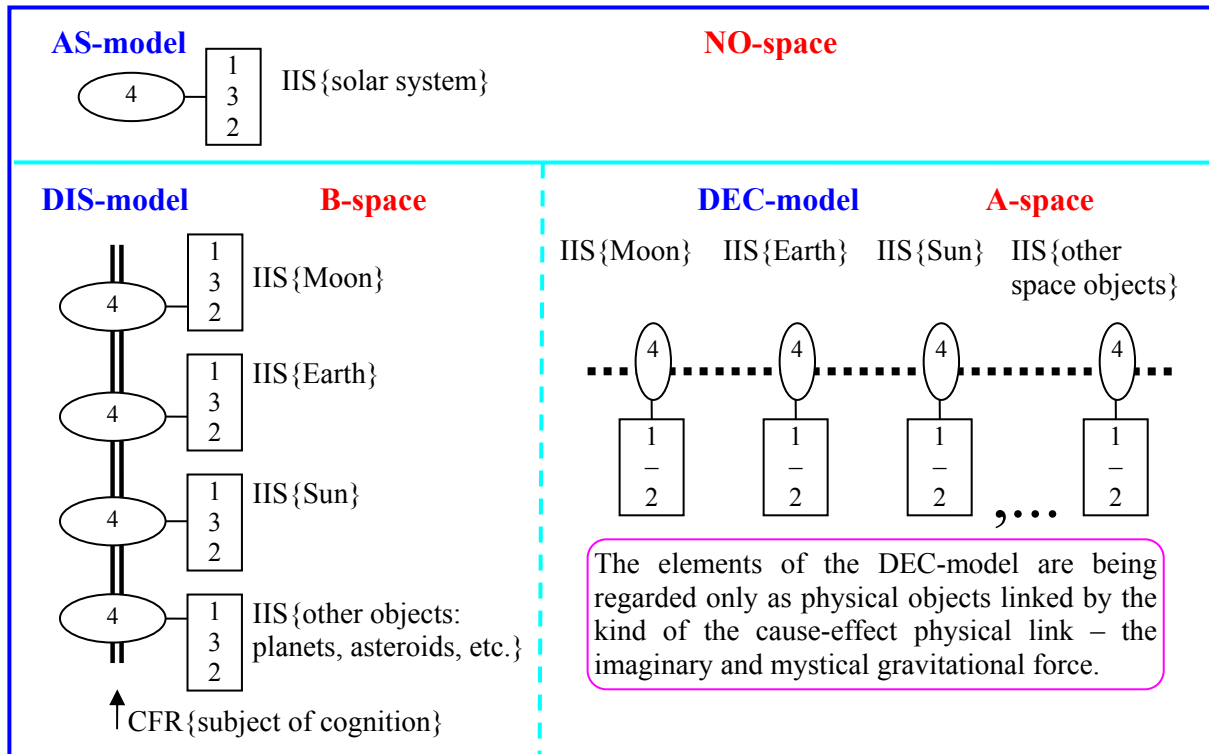 AS-model NO-space
4
1
3
2
IIS{solar system}
DIS-model B-space
1
3
2
4
IIS{Moon}
1
3
2
4
IIS{Earth}
1
3
2
4
IIS{Sun}
1
3
2
4
IIS{other objects:
planets, asteroids, etc.}
CFR{subject of cognition}
DEC-model A-space
IIS{Moon} IIS{Earth} IIS{Sun} IIS{other
space objects}
4 4 4 4
1 1 1 1
– – – –
2 2 2 2
,...
The elements of the DEC-model are being
regarded only as physical objects linked by the
kind of the cause-effect physical link – the
imaginary and mystical gravitational force.